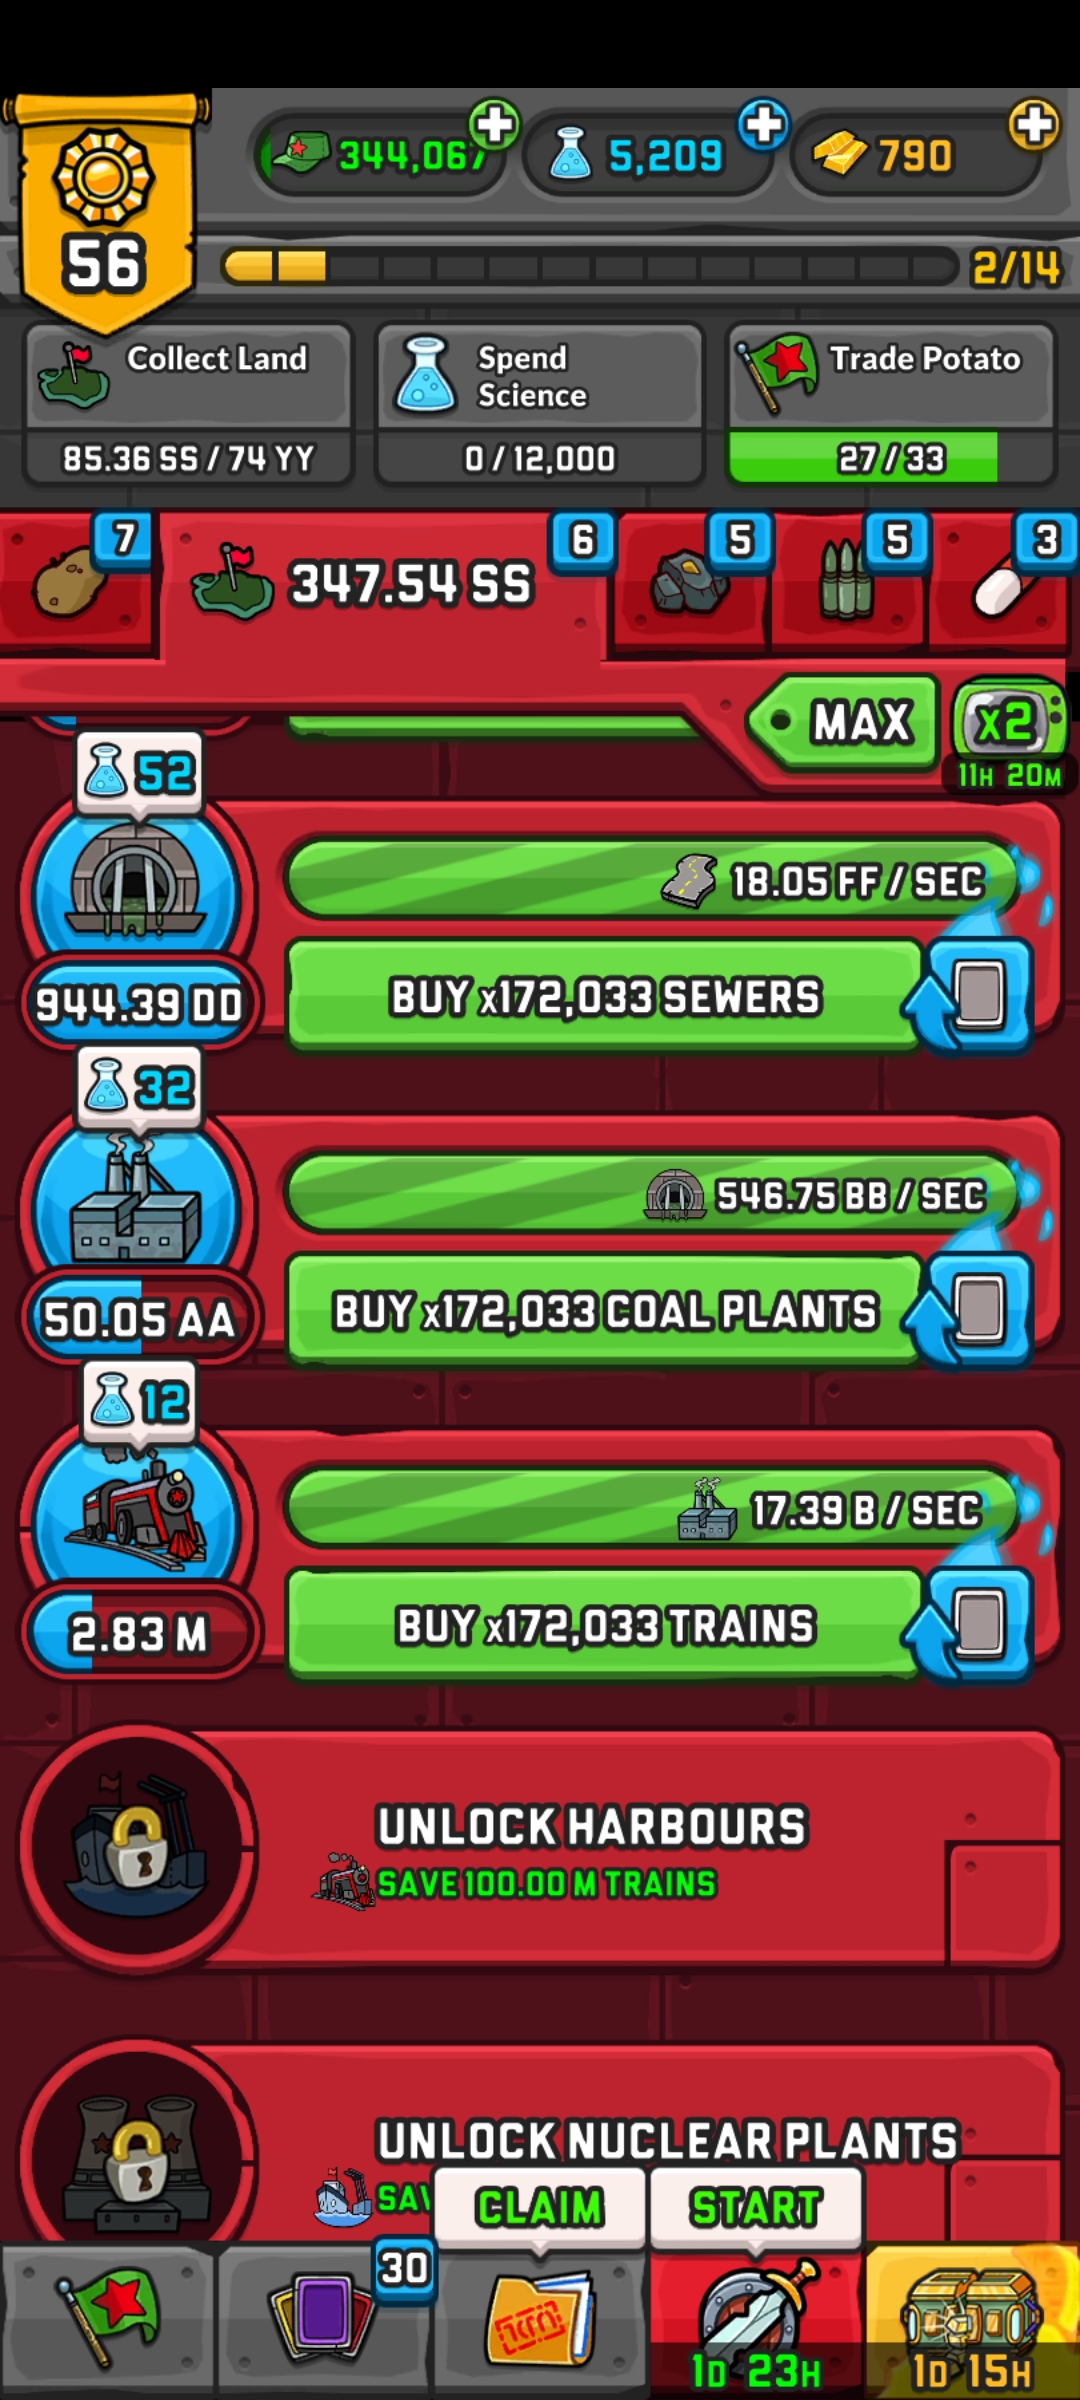 344,067
5,209
790
56
2/14
Collect Land
Spend
Science
Trade Potato
85.36 SS / 74 YY
0 / 12,000
27 / 33
7
347.54 SS
6
5
5
3
MAX
x2
11H 20M
52
18.05 FF / SEC
944.39 DD
BUY x172,033 SEWERS
32
546.75 BB / SEC
50.05 AA
BUY x172,033 COAL PLANTS
12
17.39 B / SEC
2.83 M
BUY x172,033 TRAINS
UNLOCK HARBOURS
SAVE 100.00 M TRAINS
UNLOCK NUCLEAR PLANTS
CLAIM
START
30
1D 23H
1D 15H